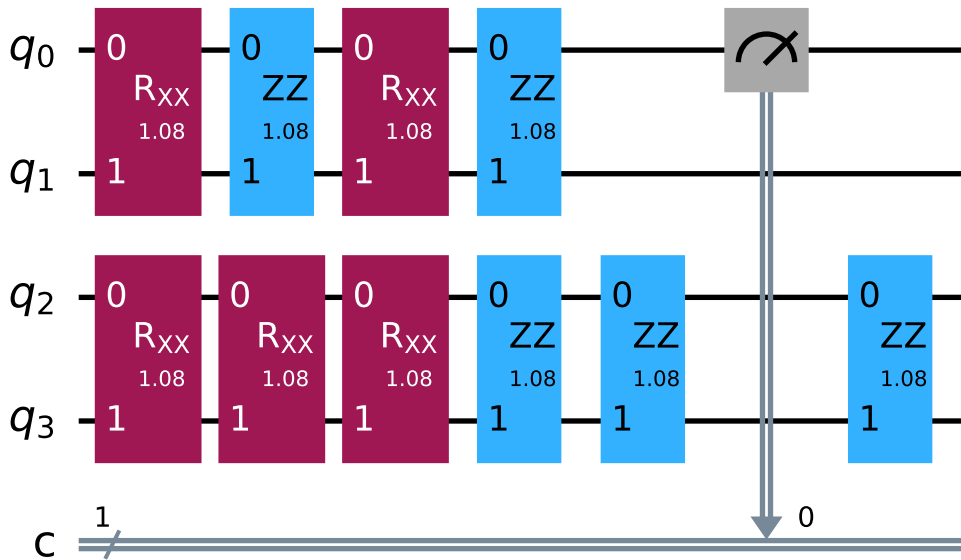 q0 0 0 0 0
RXX ZZ RXX ZZ
1.08 1.08 1.08 1.08
q1 1 1 1 1
q2 0 0 0 0 0 0
RXX RXX RXX ZZ ZZ ZZ
1.08 1.08 1.08 1.08 1.08 1.08
q3 1 1 1 1 1 1
1 0
c